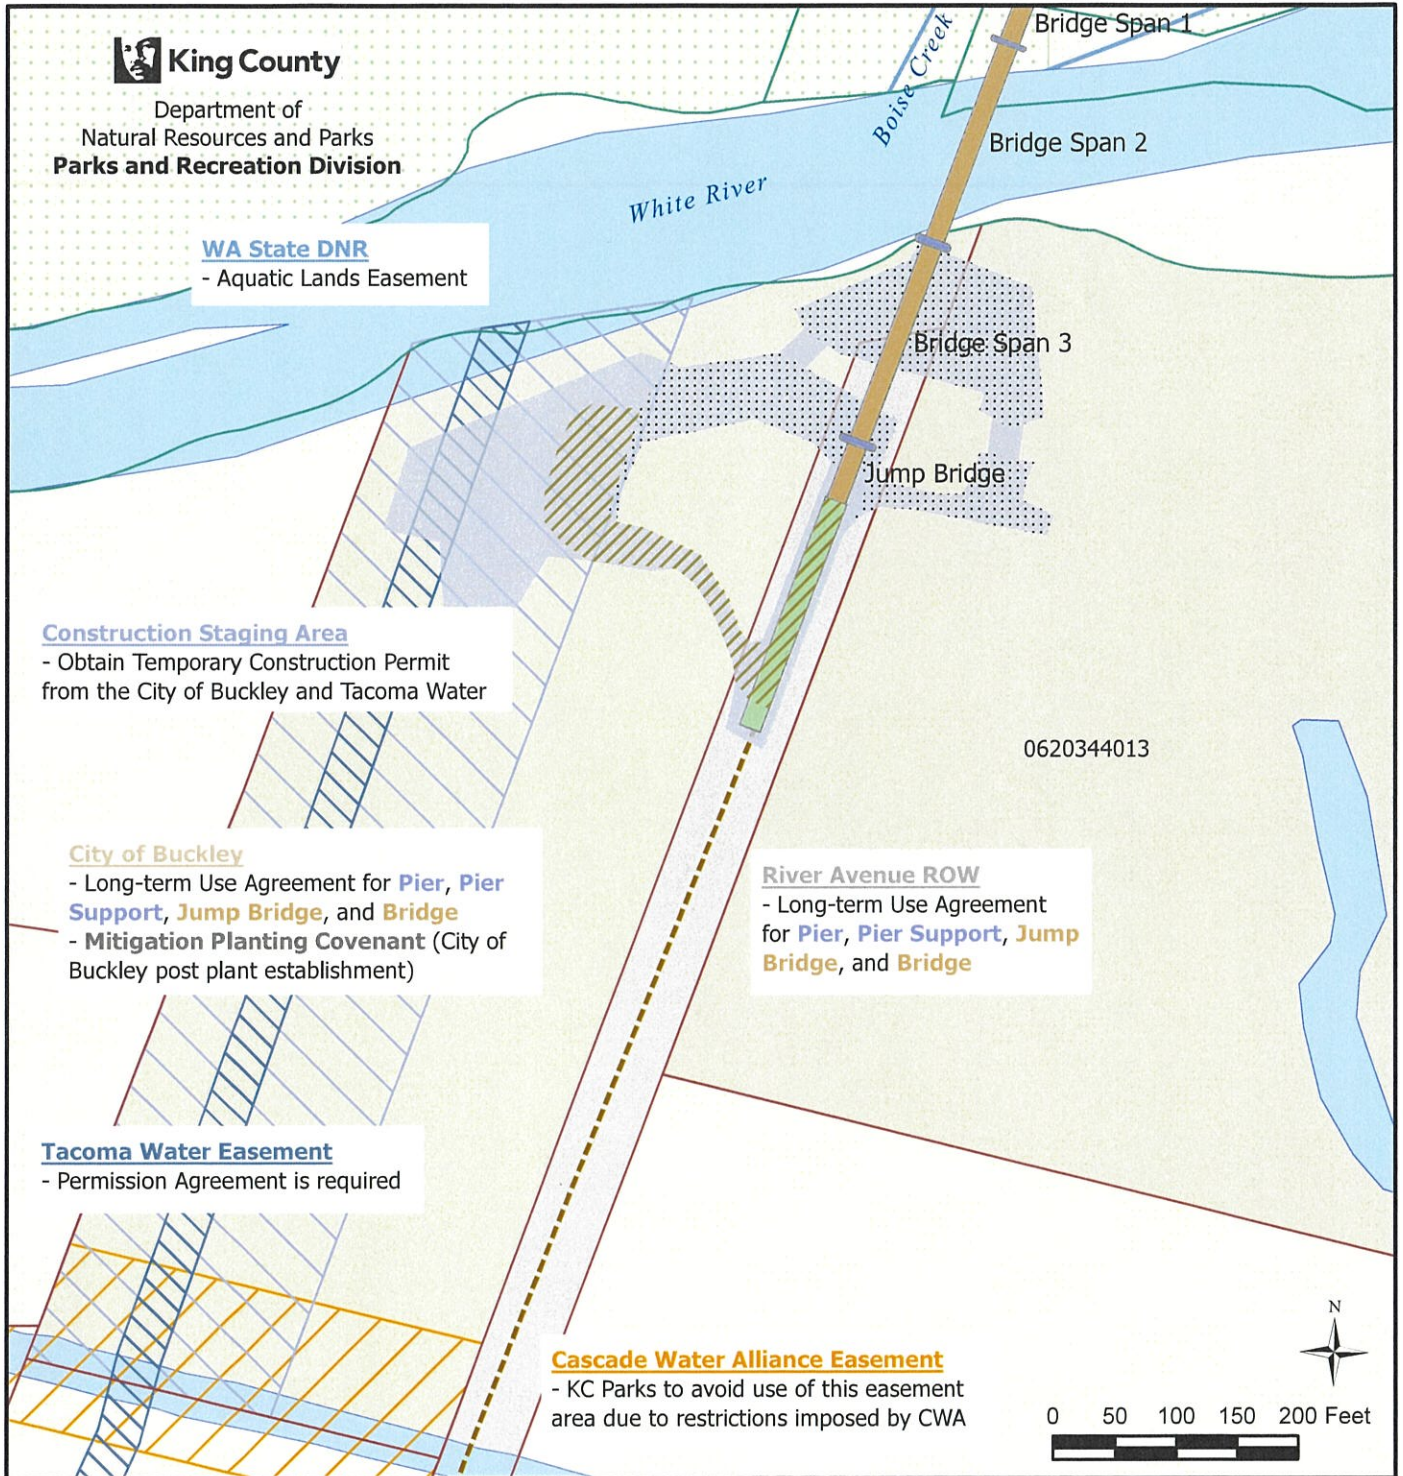 King County
Department of
Natural Resources and Parks
Parks and Recreation Division
Bridge Span 1
Boise Creek
Bridge Span 2
White River
WA State DNR
- Aquatic Lands Easement
Bridge Span 3
Jump Bridge
Construction Staging Area
- Obtain Temporary Construction Permit
from the City of Buckley and Tacoma Water
0620344013
City of Buckley
- Long-term Use Agreement for Pier, Pier
Support, Jump Bridge, and Bridge
- Mitigation Planting Covenant (City of
Buckley post plant establishment)
River Avenue ROW
- Long-term Use Agreement
for Pier, Pier Support, Jump
Bridge, and Bridge
Tacoma Water Easement
- Permission Agreement is required
Cascade Water Alliance Easement
- KC Parks to avoid use of this easement
area due to restrictions imposed by CWA
N
0 50 100 150 200 Feet